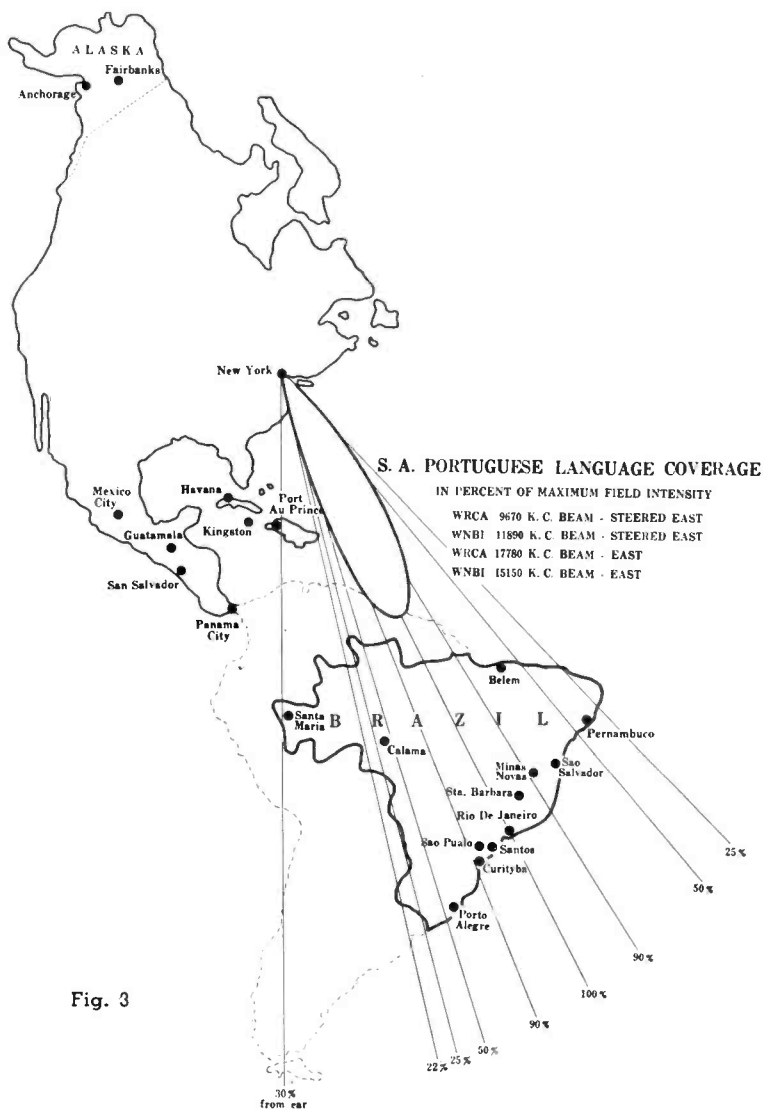 ALASKA
Fairbanks
Anchorage
New York
S. A. PORTUGUESE LANGUAGE COVERAGE
IN PERCENT OF MAXIMUM FIELD INTENSITY
WRCA 9670 K. C. BEAM - STEERED EAST
WNBI 11890 K. C. BEAM - STEERED EAST
WRCA 17780 K. C. BEAM - EAST
WNBI 15150 K. C. BEAM - EAST
Mexico
City
Havana
Port
Au Prince
Kingston
Guatamala
San Salvador
Panama
City
Belem
BRAZIL
Santa
Maria
Calama
Pernambuco
Minas
Novas
Sao
Salvador
Sta. Barbara
Rio De Janeiro
Sao Pualo
Santos
Curityba
Porto
Alegre
25%
50%
90%
100%
90%
50%
25%
22%
30%
from ear
Fig. 3